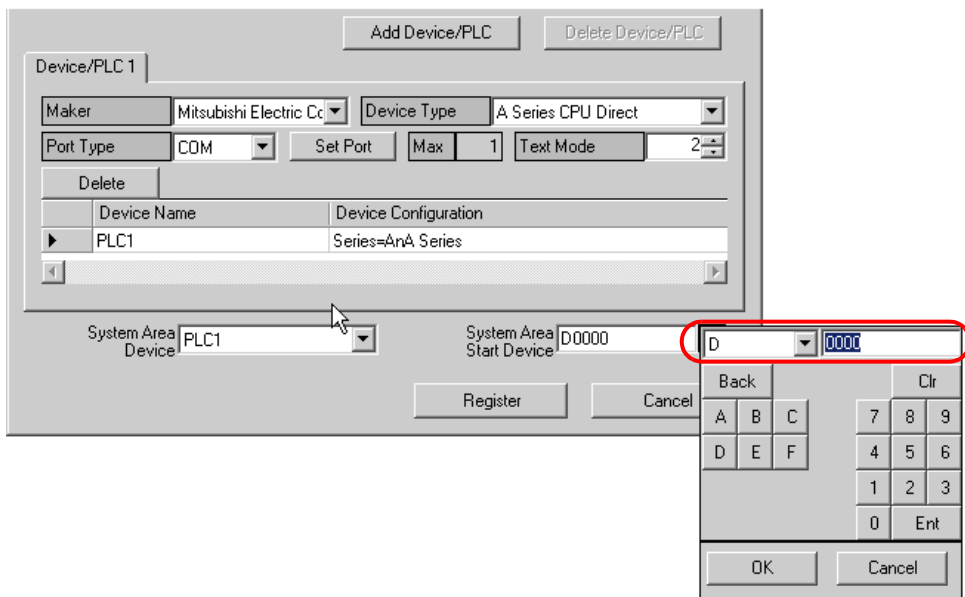 Add Device/PLC Delete Device/PLC
Device/PLC 1
Maker Mitsubishi Electric Cc Device Type A Series CPU Direct
Port Type COM Set Port Max 1 Text Mode 2
Delete
Device Name Device Configuration
PLC1 Series=AnA Series
System Area Device PLC1 System Area Start Device D0000
D 0000
Register Cancel
Back Clr
A B C 7 8 9
D E F 4 5 6
1 2 3
0 Ent
OK Cancel